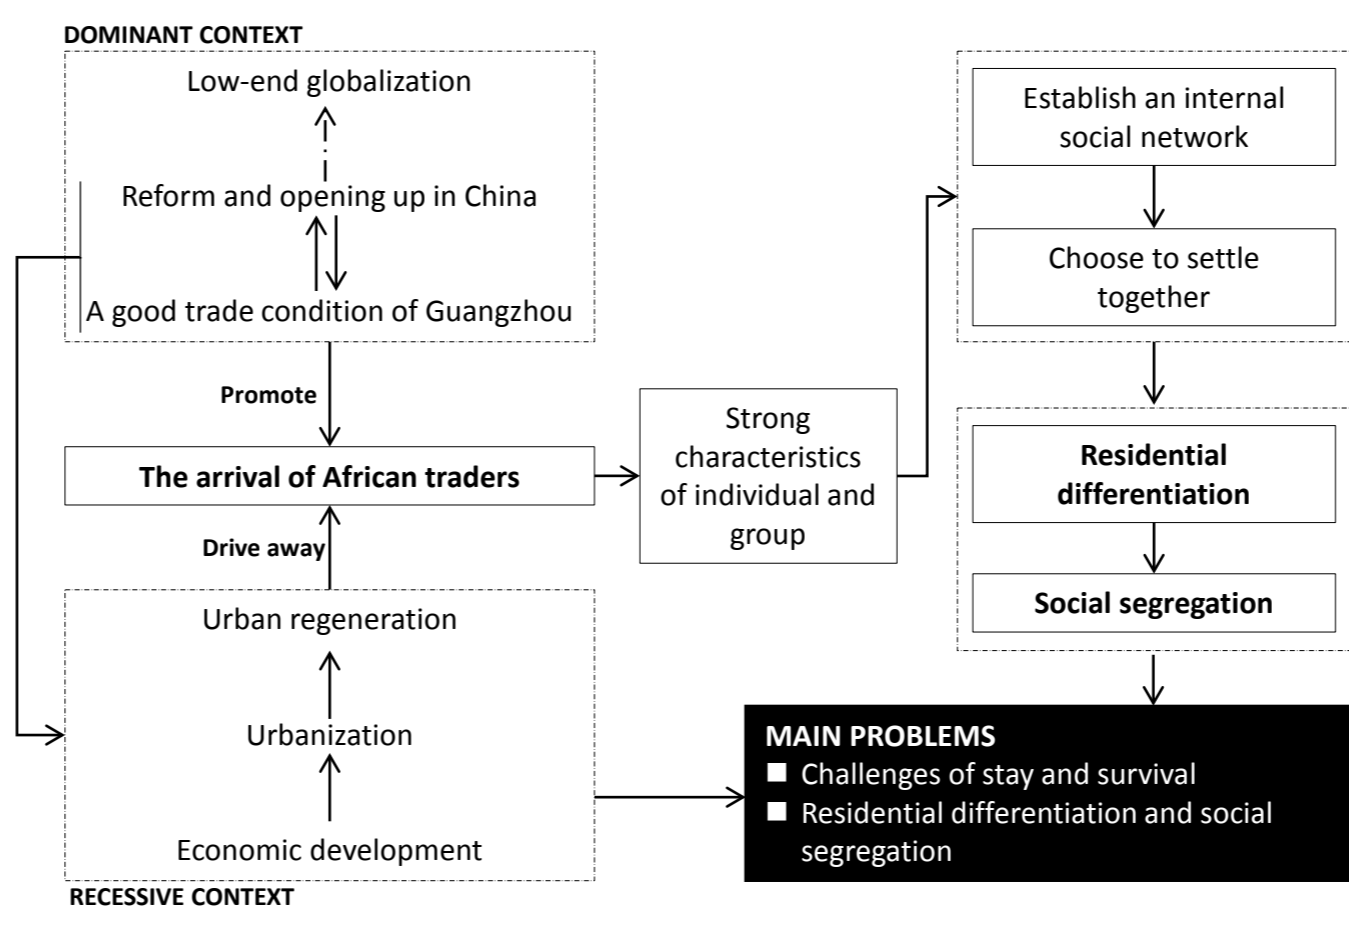 DOMINANT CONTEXT
Low-end globalization
Reform and opening up in China
A good trade condition of Guangzhou
Promote
The arrival of African traders
Drive away
Urban regeneration
Urbanization
Economic development
RECESSIVE CONTEXT
Strong
characteristics
of individual and
group
Establish an internal
social network
Choose to settle
together
Residential
differentiation
Social segregation
MAIN PROBLEMS
Challenges of stay and survival
Residential differentiation and social
segregation